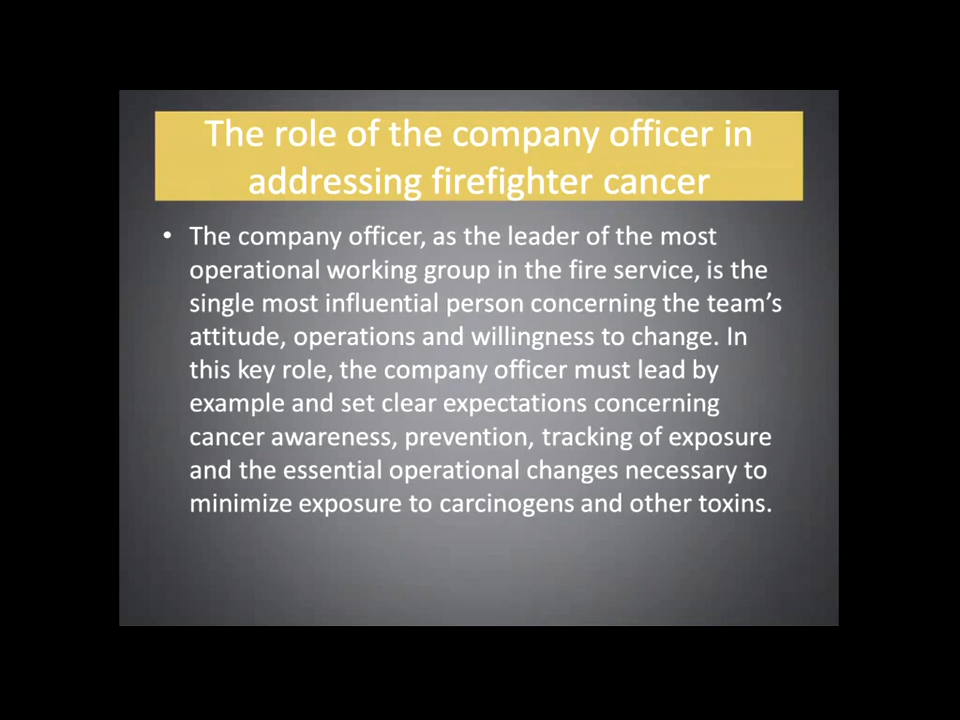 The role of the company officer in
addressing firefighter cancer
• The company officer, as the leader of the most
operational working group in the fire service, is the
single most influential person concerning the team’s
attitude, operations and willingness to change. In
this key role, the company officer must lead by
example and set clear expectations concerning
cancer awareness, prevention, tracking of exposure
and the essential operational changes necessary to
minimize exposure to carcinogens and other toxins.